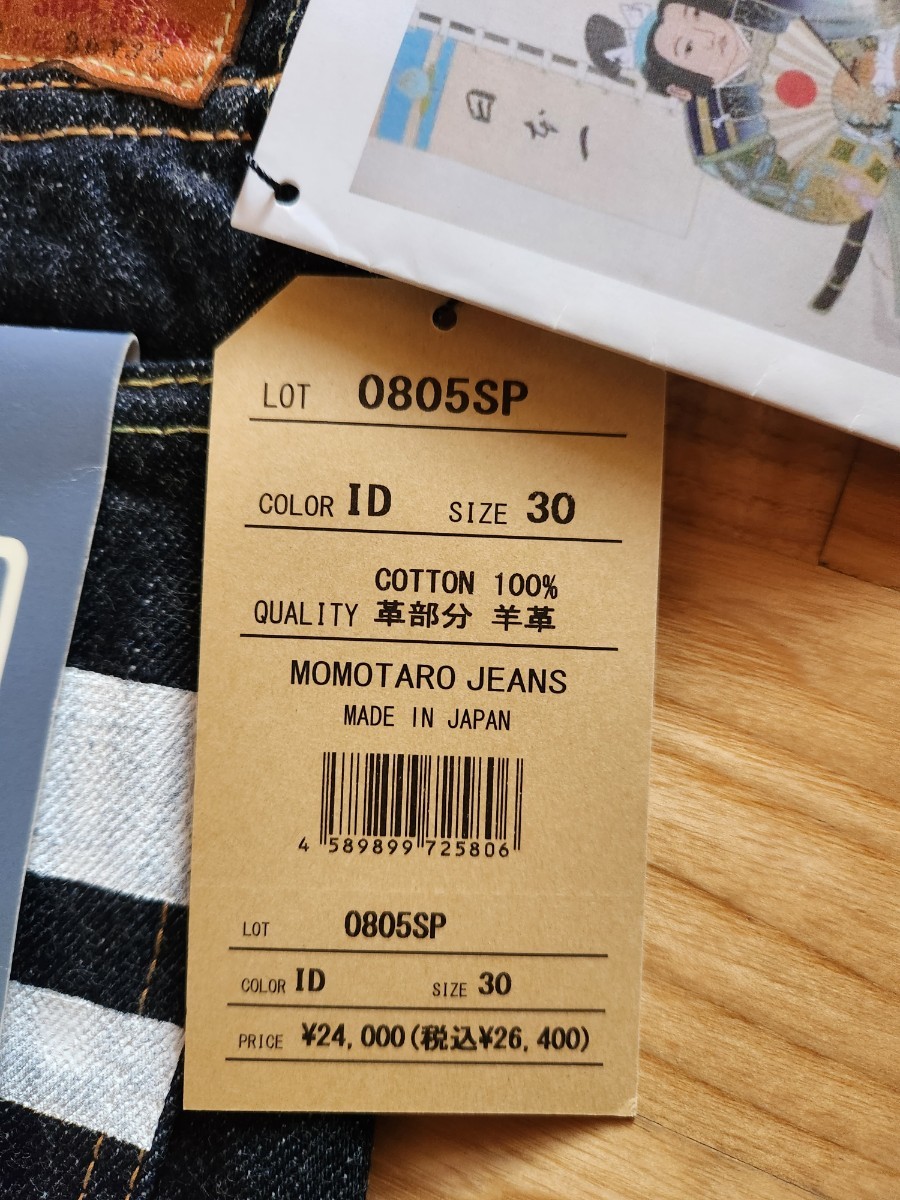 LOT 0805SP
COLOR ID SIZE 30
COTTON 100%
QUALITY 革部分 羊革
MOMOTARO JEANS
MADE IN JAPAN
4 589899 725806
LOT 0805SP
COLOR ID SIZE 30
PRICE ¥24,000(税込¥26,400)